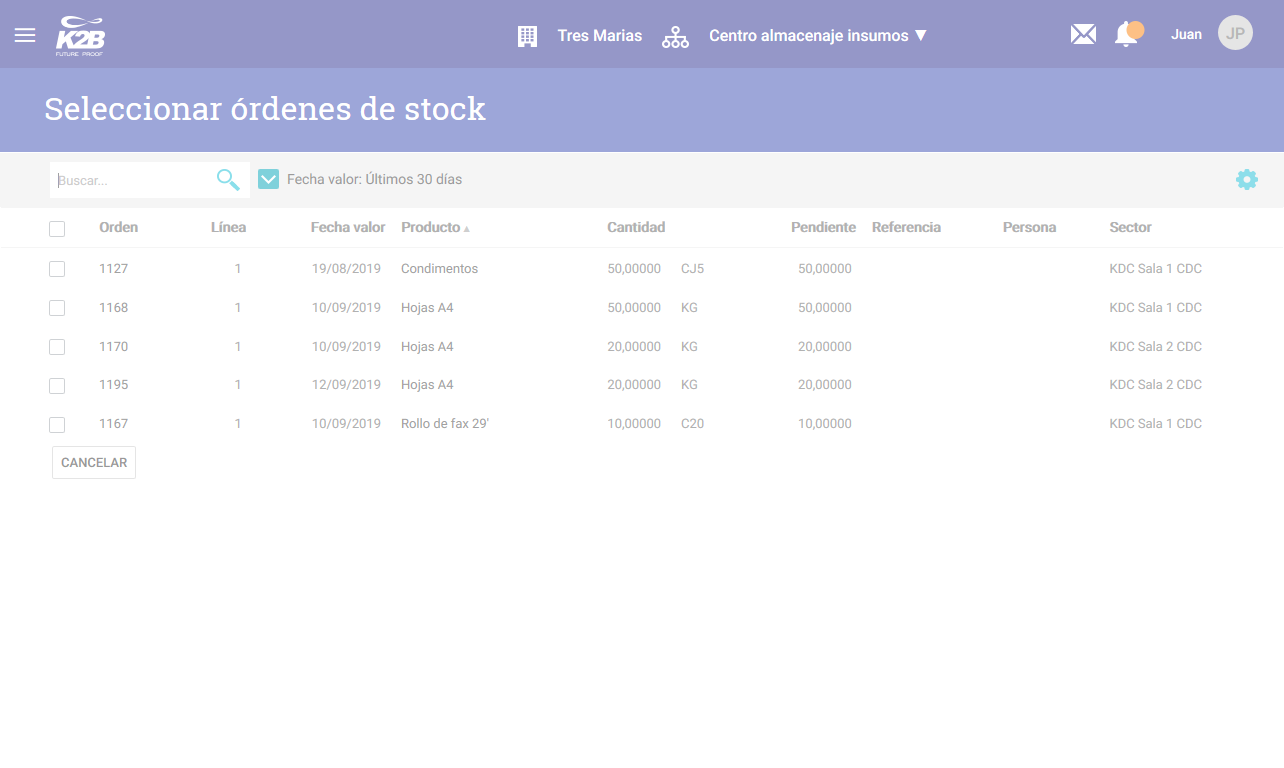 K2B
FUTURE PROOF
Tres Marias Centro almacenaje insumos ▼ Juan JP
Seleccionar órdenes de stock
Buscar... Fecha valor: Últimos 30 días
Orden Línea Fecha valor Producto ▲ Cantidad Pendiente Referencia Persona Sector
1127 1 19/08/2019 Condimentos 50,00000 CJ5 50,00000 KDC Sala 1 CDC
1168 1 10/09/2019 Hojas A4 50,00000 KG 50,00000 KDC Sala 1 CDC
1170 1 10/09/2019 Hojas A4 20,00000 KG 20,00000 KDC Sala 2 CDC
1195 1 12/09/2019 Hojas A4 20,00000 KG 20,00000 KDC Sala 2 CDC
1167 1 10/09/2019 Rollo de fax 29' 10,00000 C20 10,00000 KDC Sala 1 CDC
CANCELAR